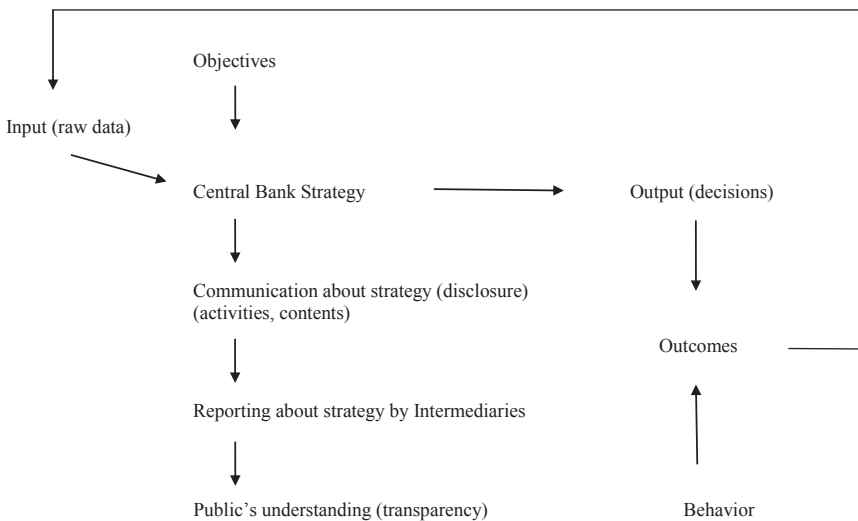 Objectives
Input (raw data)
Central Bank Strategy
Output (decisions)
Communication about strategy (disclosure)
(activities, contents)
Outcomes
Reporting about strategy by Intermediaries
Public’s understanding (transparency)
Behavior